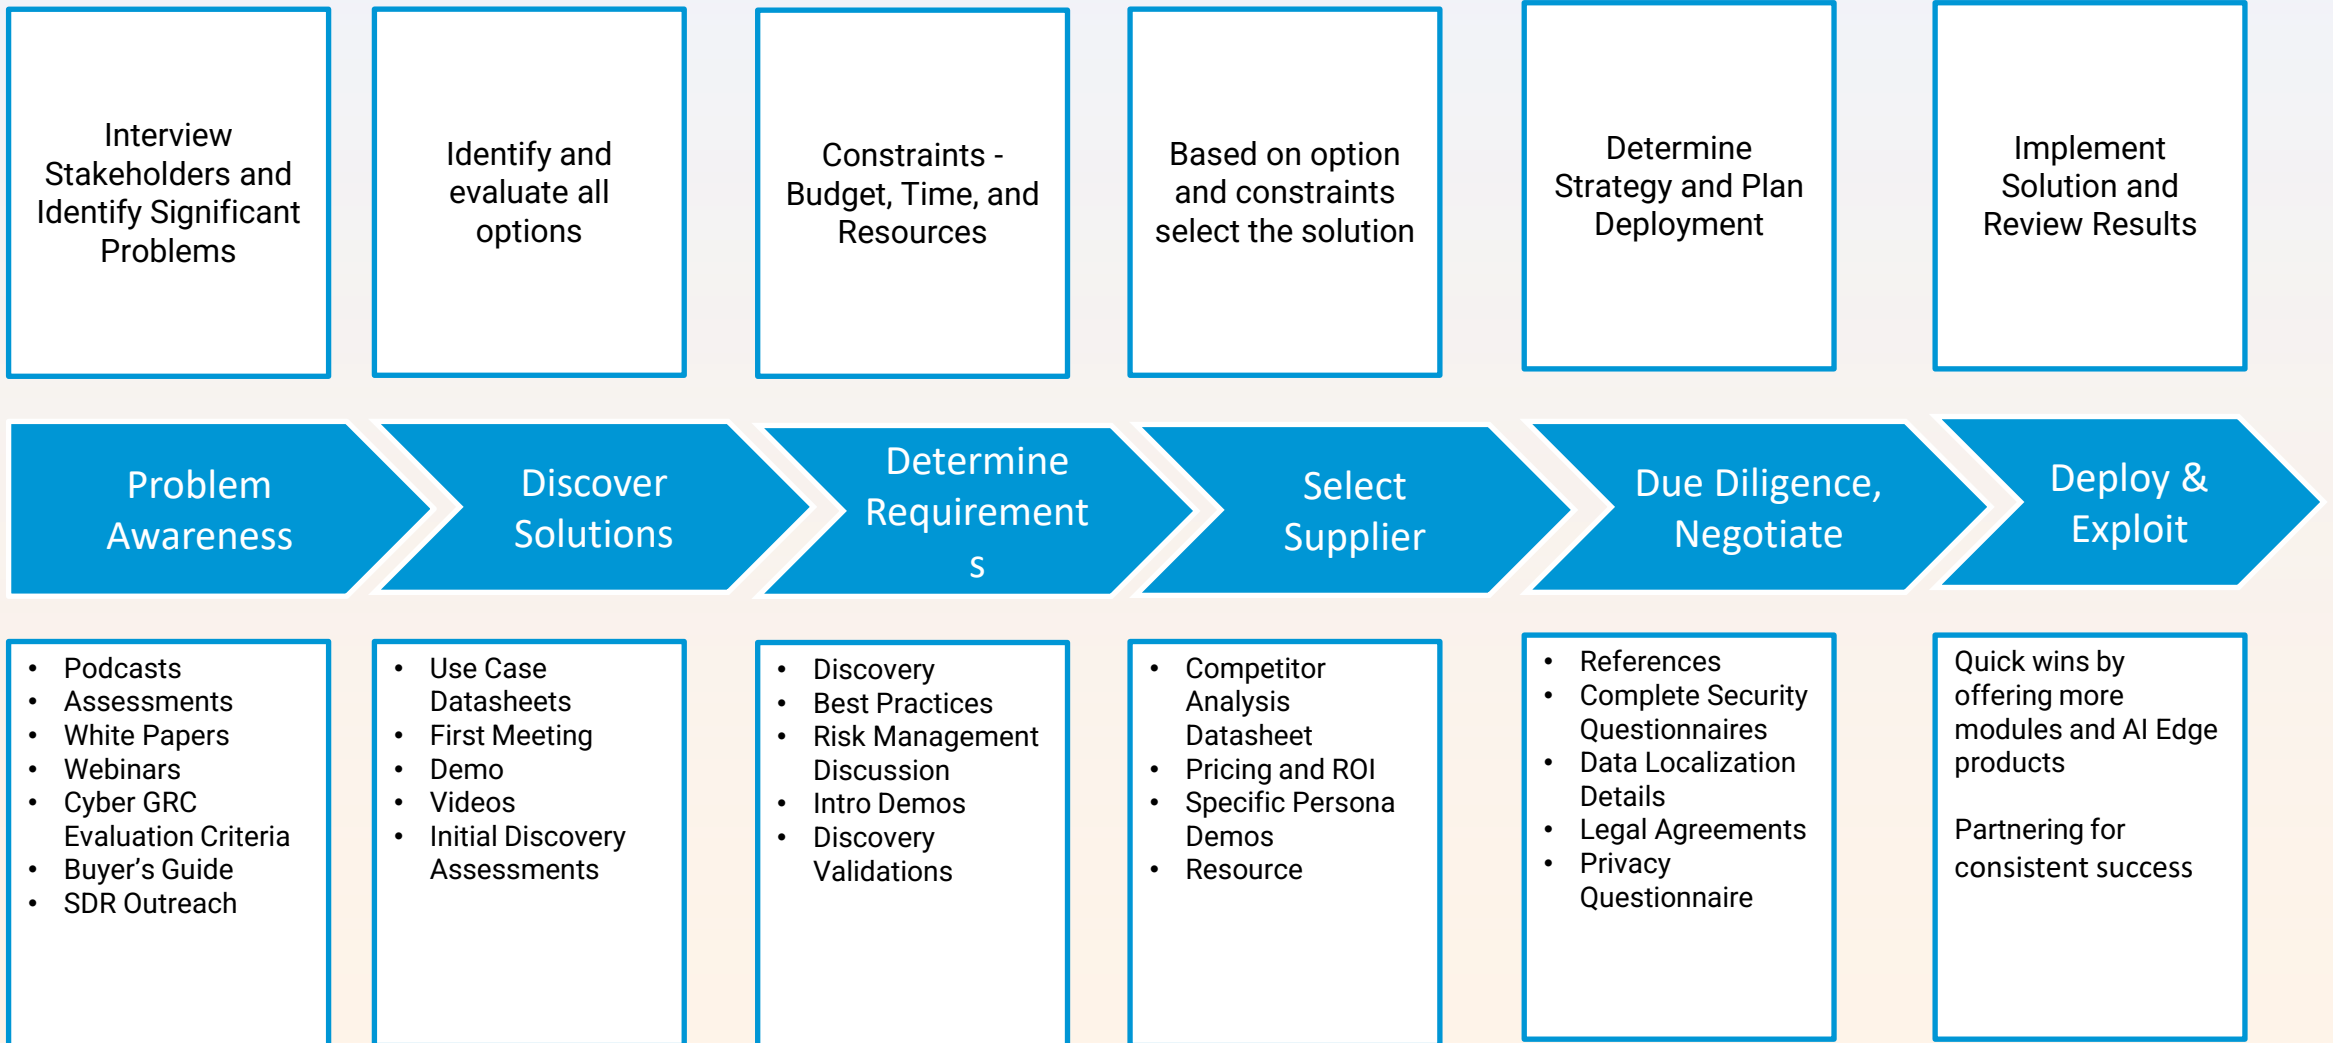 Interview
Stakeholders and
Identify Significant
Problems
Identify and
evaluate all
options
Constraints -
Budget, Time, and
Resources
Based on option
and constraints
select the solution
Determine
Strategy and Plan
Deployment
Implement
Solution and
Review Results
Problem
Awareness
Discover
Solutions
Determine
Requirement
s
Select
Supplier
Due Diligence,
Negotiate
Deploy &
Exploit
• Podcasts
• Assessments
• White Papers
• Webinars
• Cyber GRC
Evaluation Criteria
• Buyer’s Guide
• SDR Outreach
• Use Case
Datasheets
• First Meeting
• Demo
• Videos
• Initial Discovery
Assessments
• Discovery
• Best Practices
• Risk Management
Discussion
• Intro Demos
• Discovery
Validations
• Competitor
Analysis
Datasheet
• Pricing and ROI
• Specific Persona
Demos
• Resource
• References
• Complete Security
Questionnaires
• Data Localization
Details
• Legal Agreements
• Privacy
Questionnaire
Quick wins by
offering more
modules and AI Edge
products
Partnering for
consistent success